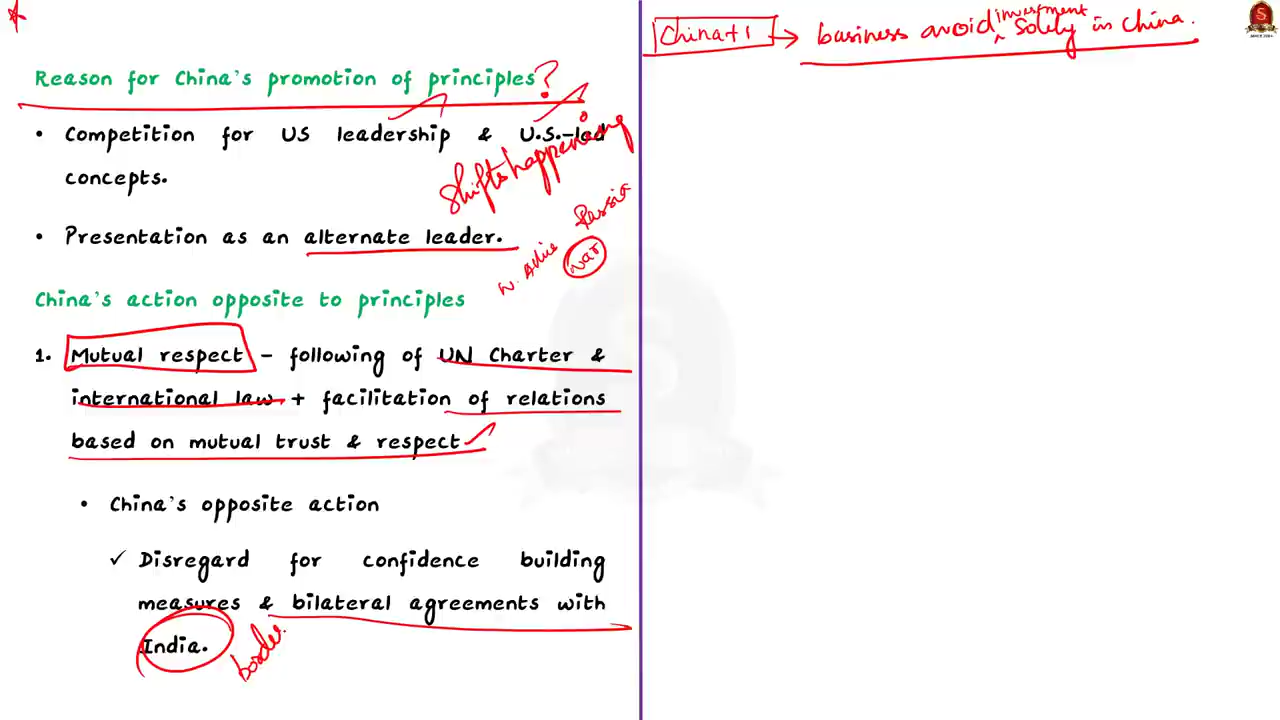 China+1 → business avoid investment solely in China.
Reason for China's promotion of principles?
• Competition for US leadership & U.S.-led
concepts.
Shifts happening
• Presentation as an alternate leader.
Russia
war
China's action opposite to principles
1. Mutual respect - following of UN Charter &
international law + facilitation of relations
based on mutual trust & respect
• China's opposite action
✓ Disregard for confidence building
measures & bilateral agreements with
India.
border